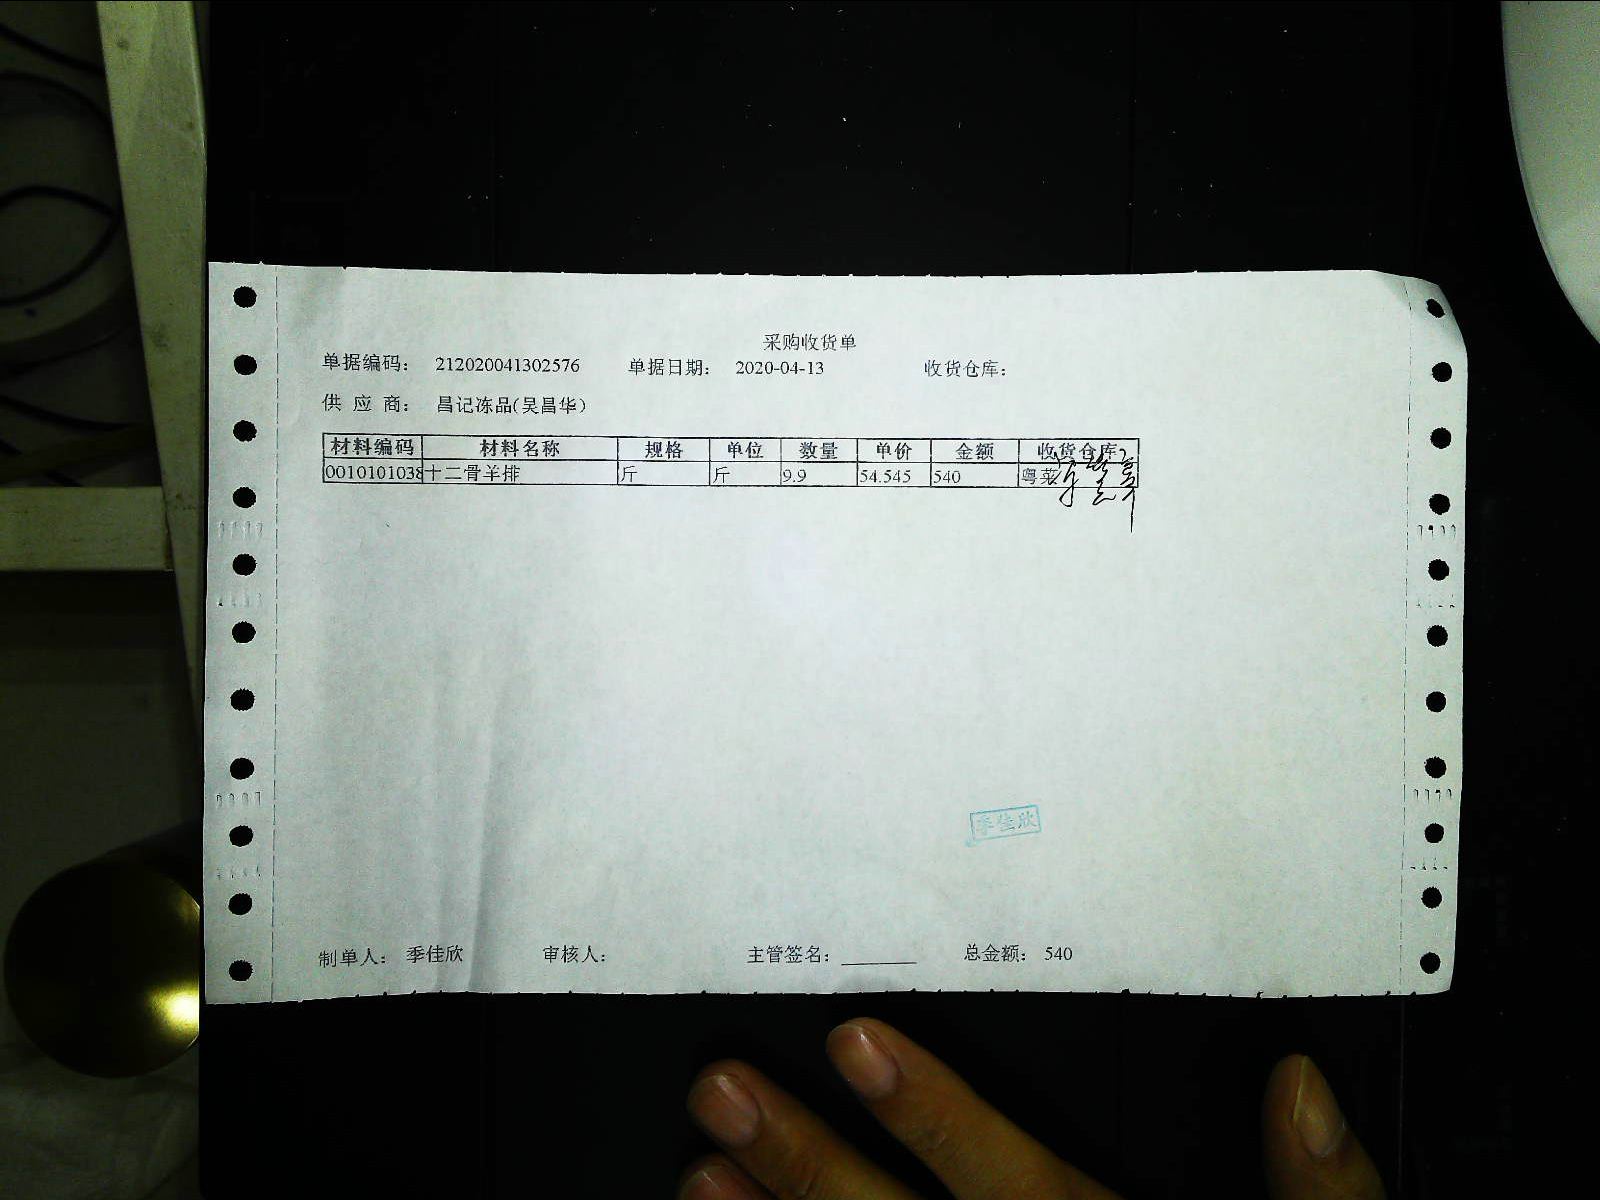 采购收货单
单据编码： 212020041302576 单据日期： 2020-04-13 收货仓库：
供 应 商： 昌记冻品(吴昌华)
材料编码 材料名称 规格 单位 数量 单价 金额 收货仓库
0010101038 十二骨羊排 斤 斤 9.9 54.545 540 粤菜
季佳欣
制单人： 季佳欣 审核人： 主管签名： 总金额： 540